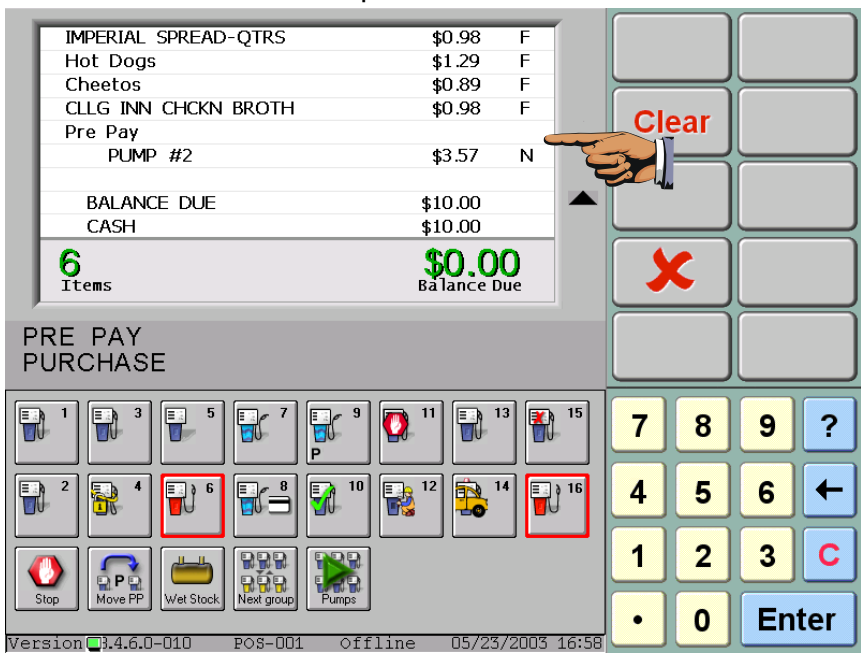 IMPERIAL SPREAD-QTRS $0.98 F
Hot Dogs $1.29 F
Cheetos $0.89 F
CLLG INN CHCKN BROTH $0.98 F
Pre Pay
PUMP #2 $3.57 N
BALANCE DUE $10.00
CASH $10.00
6 $0.00
Items Balance Due
Clear
PRE PAY
PURCHASE
1 3 5 7 9 11 13 15
P
2 4 6 8 10 12 14 16
P
Stop Move PP Wet Stock Next group Pumps
7 8 9 ?
4 5 6 ←
1 2 3 C
• 0 Enter
Version 3.4.6.0-010 POS-001 Offline 05/23/2003 16:58